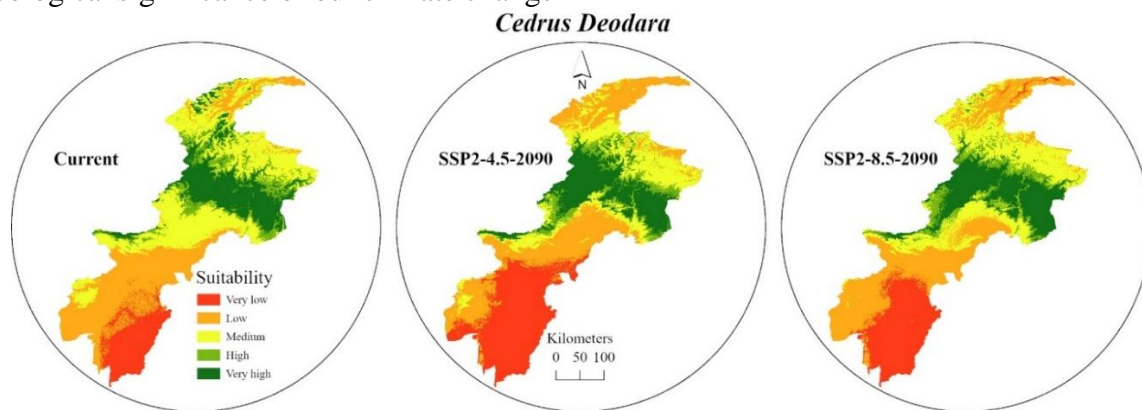 Cedrus Deodara
N
Current
SSP2-4.5-2090
SSP2-8.5-2090
Suitability
Very low
Low
Medium
High
Very high
Kilometers
0 50 100